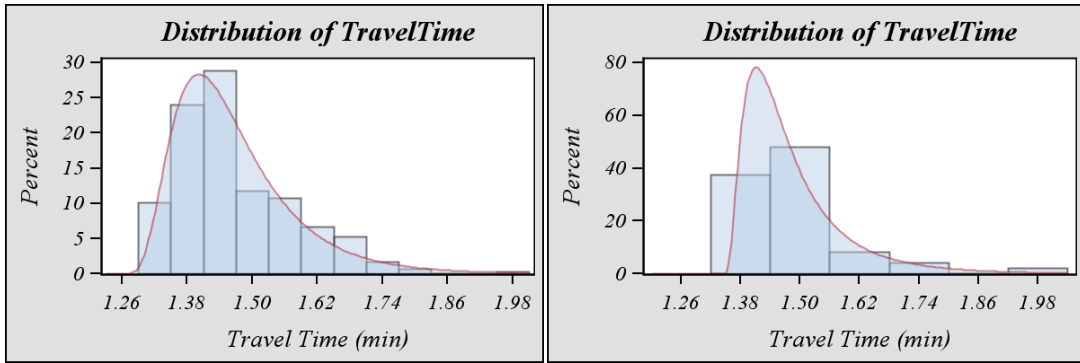 Distribution of TravelTime
30
25
20
15
10
5
0
Percent
1.26 1.38 1.50 1.62 1.74 1.86 1.98
Travel Time (min)
Distribution of TravelTime
80
60
40
20
0
Percent
1.26 1.38 1.50 1.62 1.74 1.86 1.98
Travel Time (min)